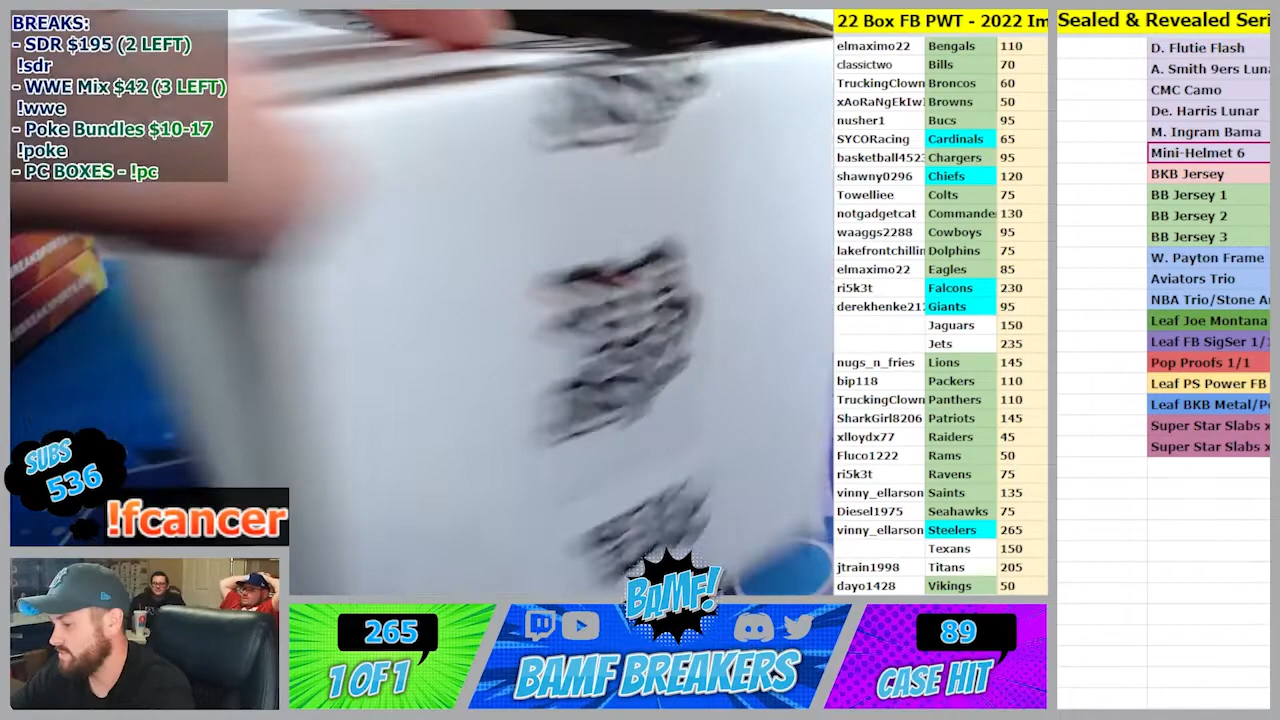 BREAKS:
- SDR $195 (2 LEFT)
!sdr
- WWE Mix $42 (3 LEFT)
!wwe
- Poke Bundles $10-17
!poke
- PC BOXES - !pc
SUBS
536
!fcancer
22 Box FB PWT - 2022 Im
elmaximo22 Bengals 110
classictwo Bills 70
TruckingClown Broncos 60
xAoRaNgEkIw Browns 50
nusher1 Bucs 95
SYCORacing Cardinals 65
basketball452 Chargers 95
shawny0296 Chiefs 120
Towelliee Colts 75
notgadgetcat Commande 130
waaggs2288 Cowboys 95
lakefrontchillin Dolphins 75
elmaximo22 Eagles 85
ri5k3t Falcons 230
derekhenke21 Giants 95
Jaguars 150
Jets 235
nugs_n_fries Lions 145
bip118 Packers 110
TruckingClown Panthers 110
SharkGirl8206 Patriots 145
xlloydx77 Raiders 45
Fluco1222 Rams 50
ri5k3t Ravens 75
vinny_ellarson Saints 135
Diesel1975 Seahawks 75
vinny_ellarson Steelers 265
Texans 150
jtrain1998 Titans 205
dayo1428 Vikings 50
Sealed & Revealed Seri
D. Flutie Flash
A. Smith 9ers Luna
CMC Camo
De. Harris Lunar
M. Ingram Bama
Mini-Helmet 6
BKB Jersey
BB Jersey 1
BB Jersey 2
BB Jersey 3
W. Payton Frame
Aviators Trio
NBA Trio/Stone A
Leaf Joe Montana
Leaf FB SigSer 1/
Pop Proofs 1/1
Leaf PS Power FB
Leaf BKB Metal/P
Super Star Slabs x
Super Star Slabs x
265
1 OF 1
BAMF!
BAMF BREAKERS
89
CASE HIT